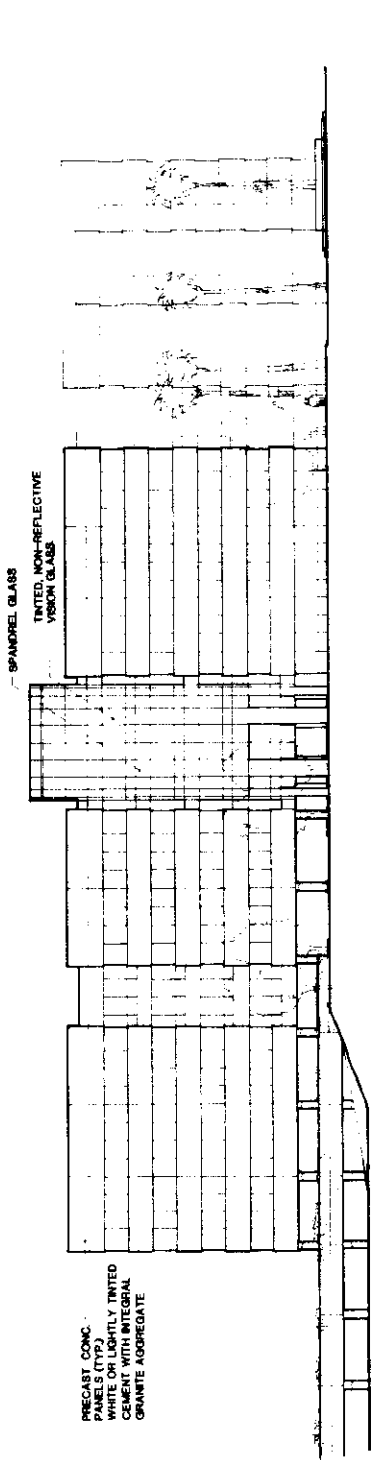 PRECAST CONC.
PANELS (TYP.)
WHITE OR LIGHTLY TINTED
CEMENT WITH INTEGRAL
GRANITE AGGREGATE
SPANDREL GLASS
TINTED, NON-REFLECTIVE
VISION GLASS